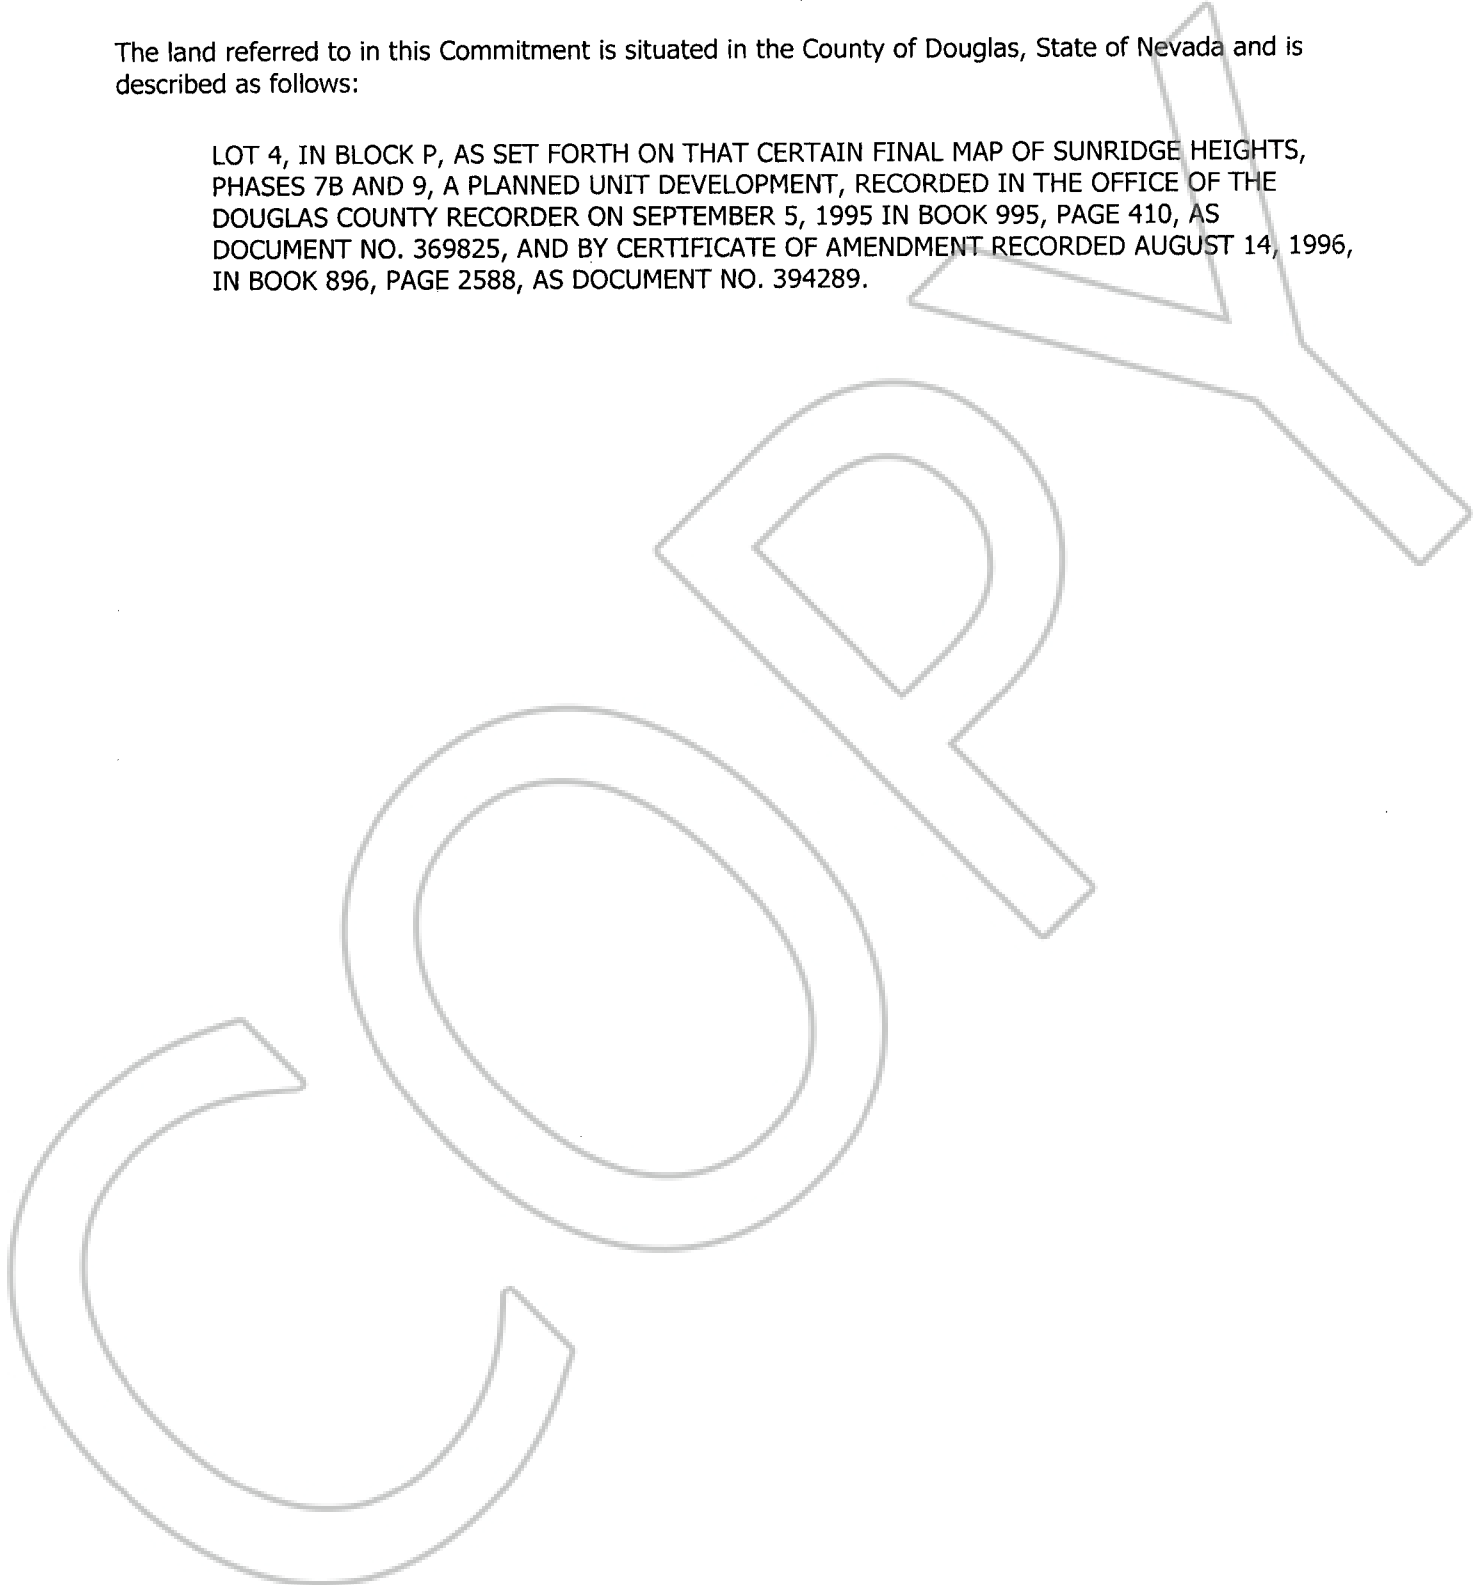 The land referred to in this Commitment is situated in the County of Douglas, State of Nevada and is
described as follows:
LOT 4, IN BLOCK P, AS SET FORTH ON THAT CERTAIN FINAL MAP OF SUNRIDGE HEIGHTS,
PHASES 7B AND 9, A PLANNED UNIT DEVELOPMENT, RECORDED IN THE OFFICE OF THE
DOUGLAS COUNTY RECORDER ON SEPTEMBER 5, 1995 IN BOOK 995, PAGE 410, AS
DOCUMENT NO. 369825, AND BY CERTIFICATE OF AMENDMENT RECORDED AUGUST 14, 1996,
IN BOOK 896, PAGE 2588, AS DOCUMENT NO. 394289.
COPY